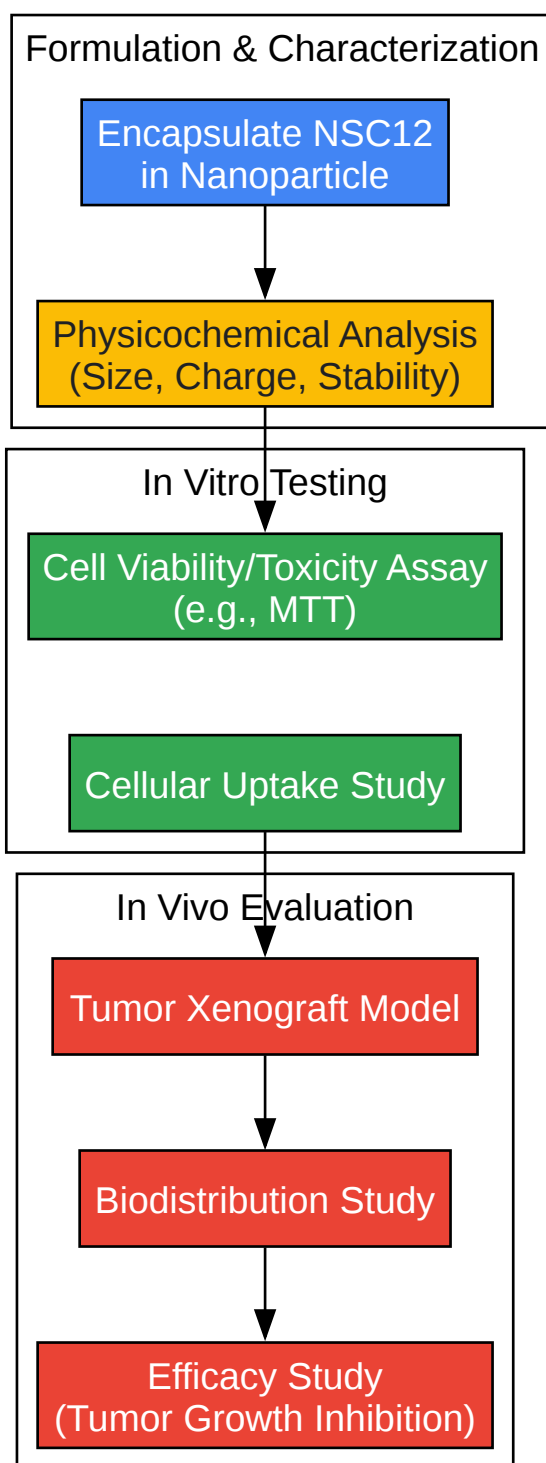 Formulation & Characterization
Encapsulate NSC12
in Nanoparticle
Physicochemical Analysis
(Size, Charge, Stability)
In Vitro Testing
Cell Viability/Toxicity Assay
(e.g., MTT)
Cellular Uptake Study
In Vivo Evaluation
Tumor Xenograft Model
Biodistribution Study
Efficacy Study
(Tumor Growth Inhibition)